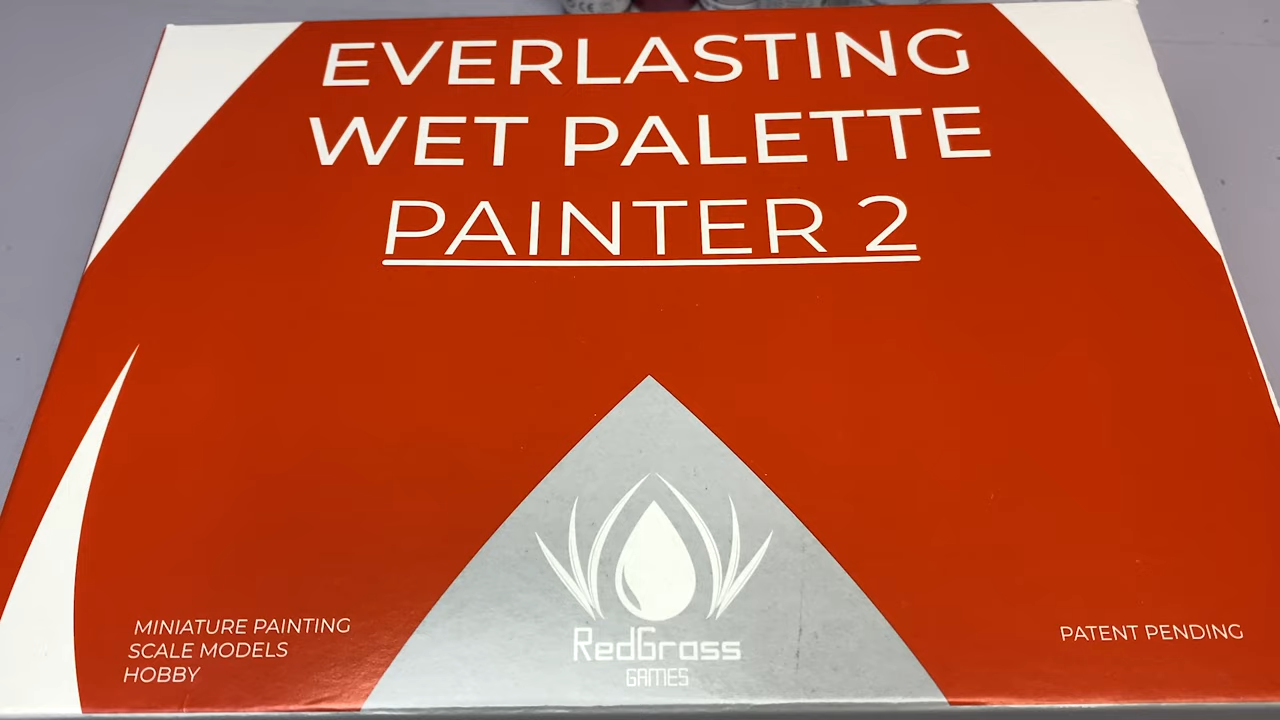 EVERLASTING
WET PALETTE
PAINTER 2
RedGrass
GAMES
MINIATURE PAINTING
SCALE MODELS
HOBBY
PATENT PENDING